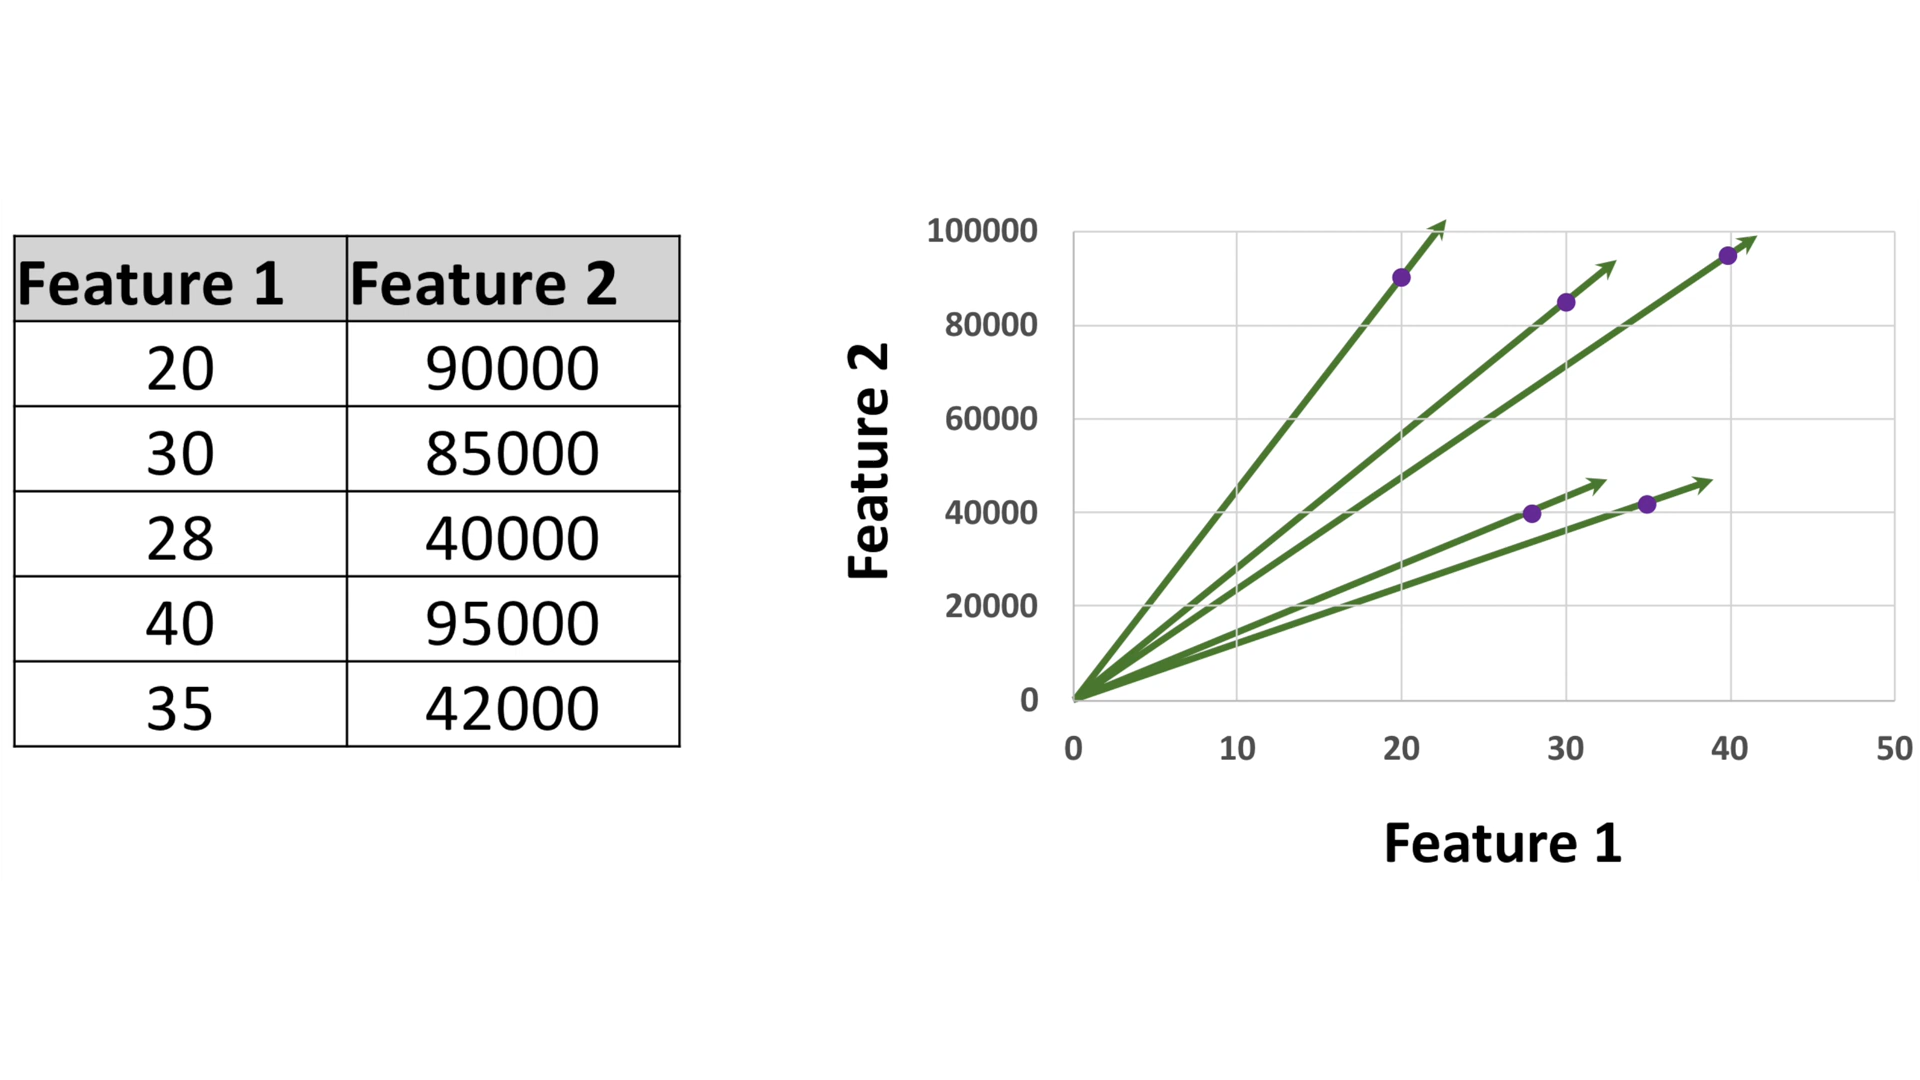 Feature 1 Feature 2
20 90000
30 85000
28 40000
40 95000
35 42000
Feature 2
100000
80000
60000
40000
20000
0
0 10 20 30 40 50
Feature 1